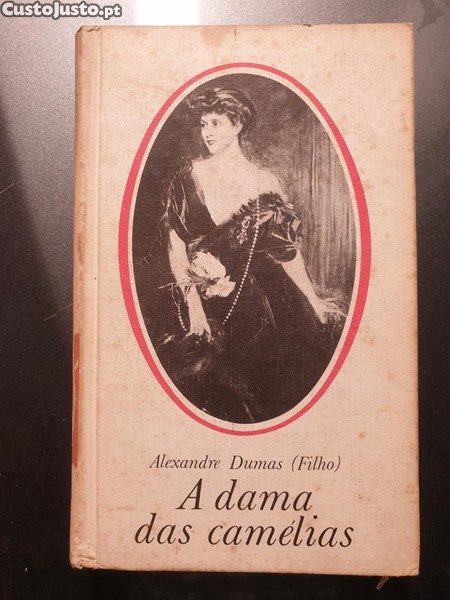 CustoJusto.pt
Alexandre Dumas (Filho)
A dama
das camélias